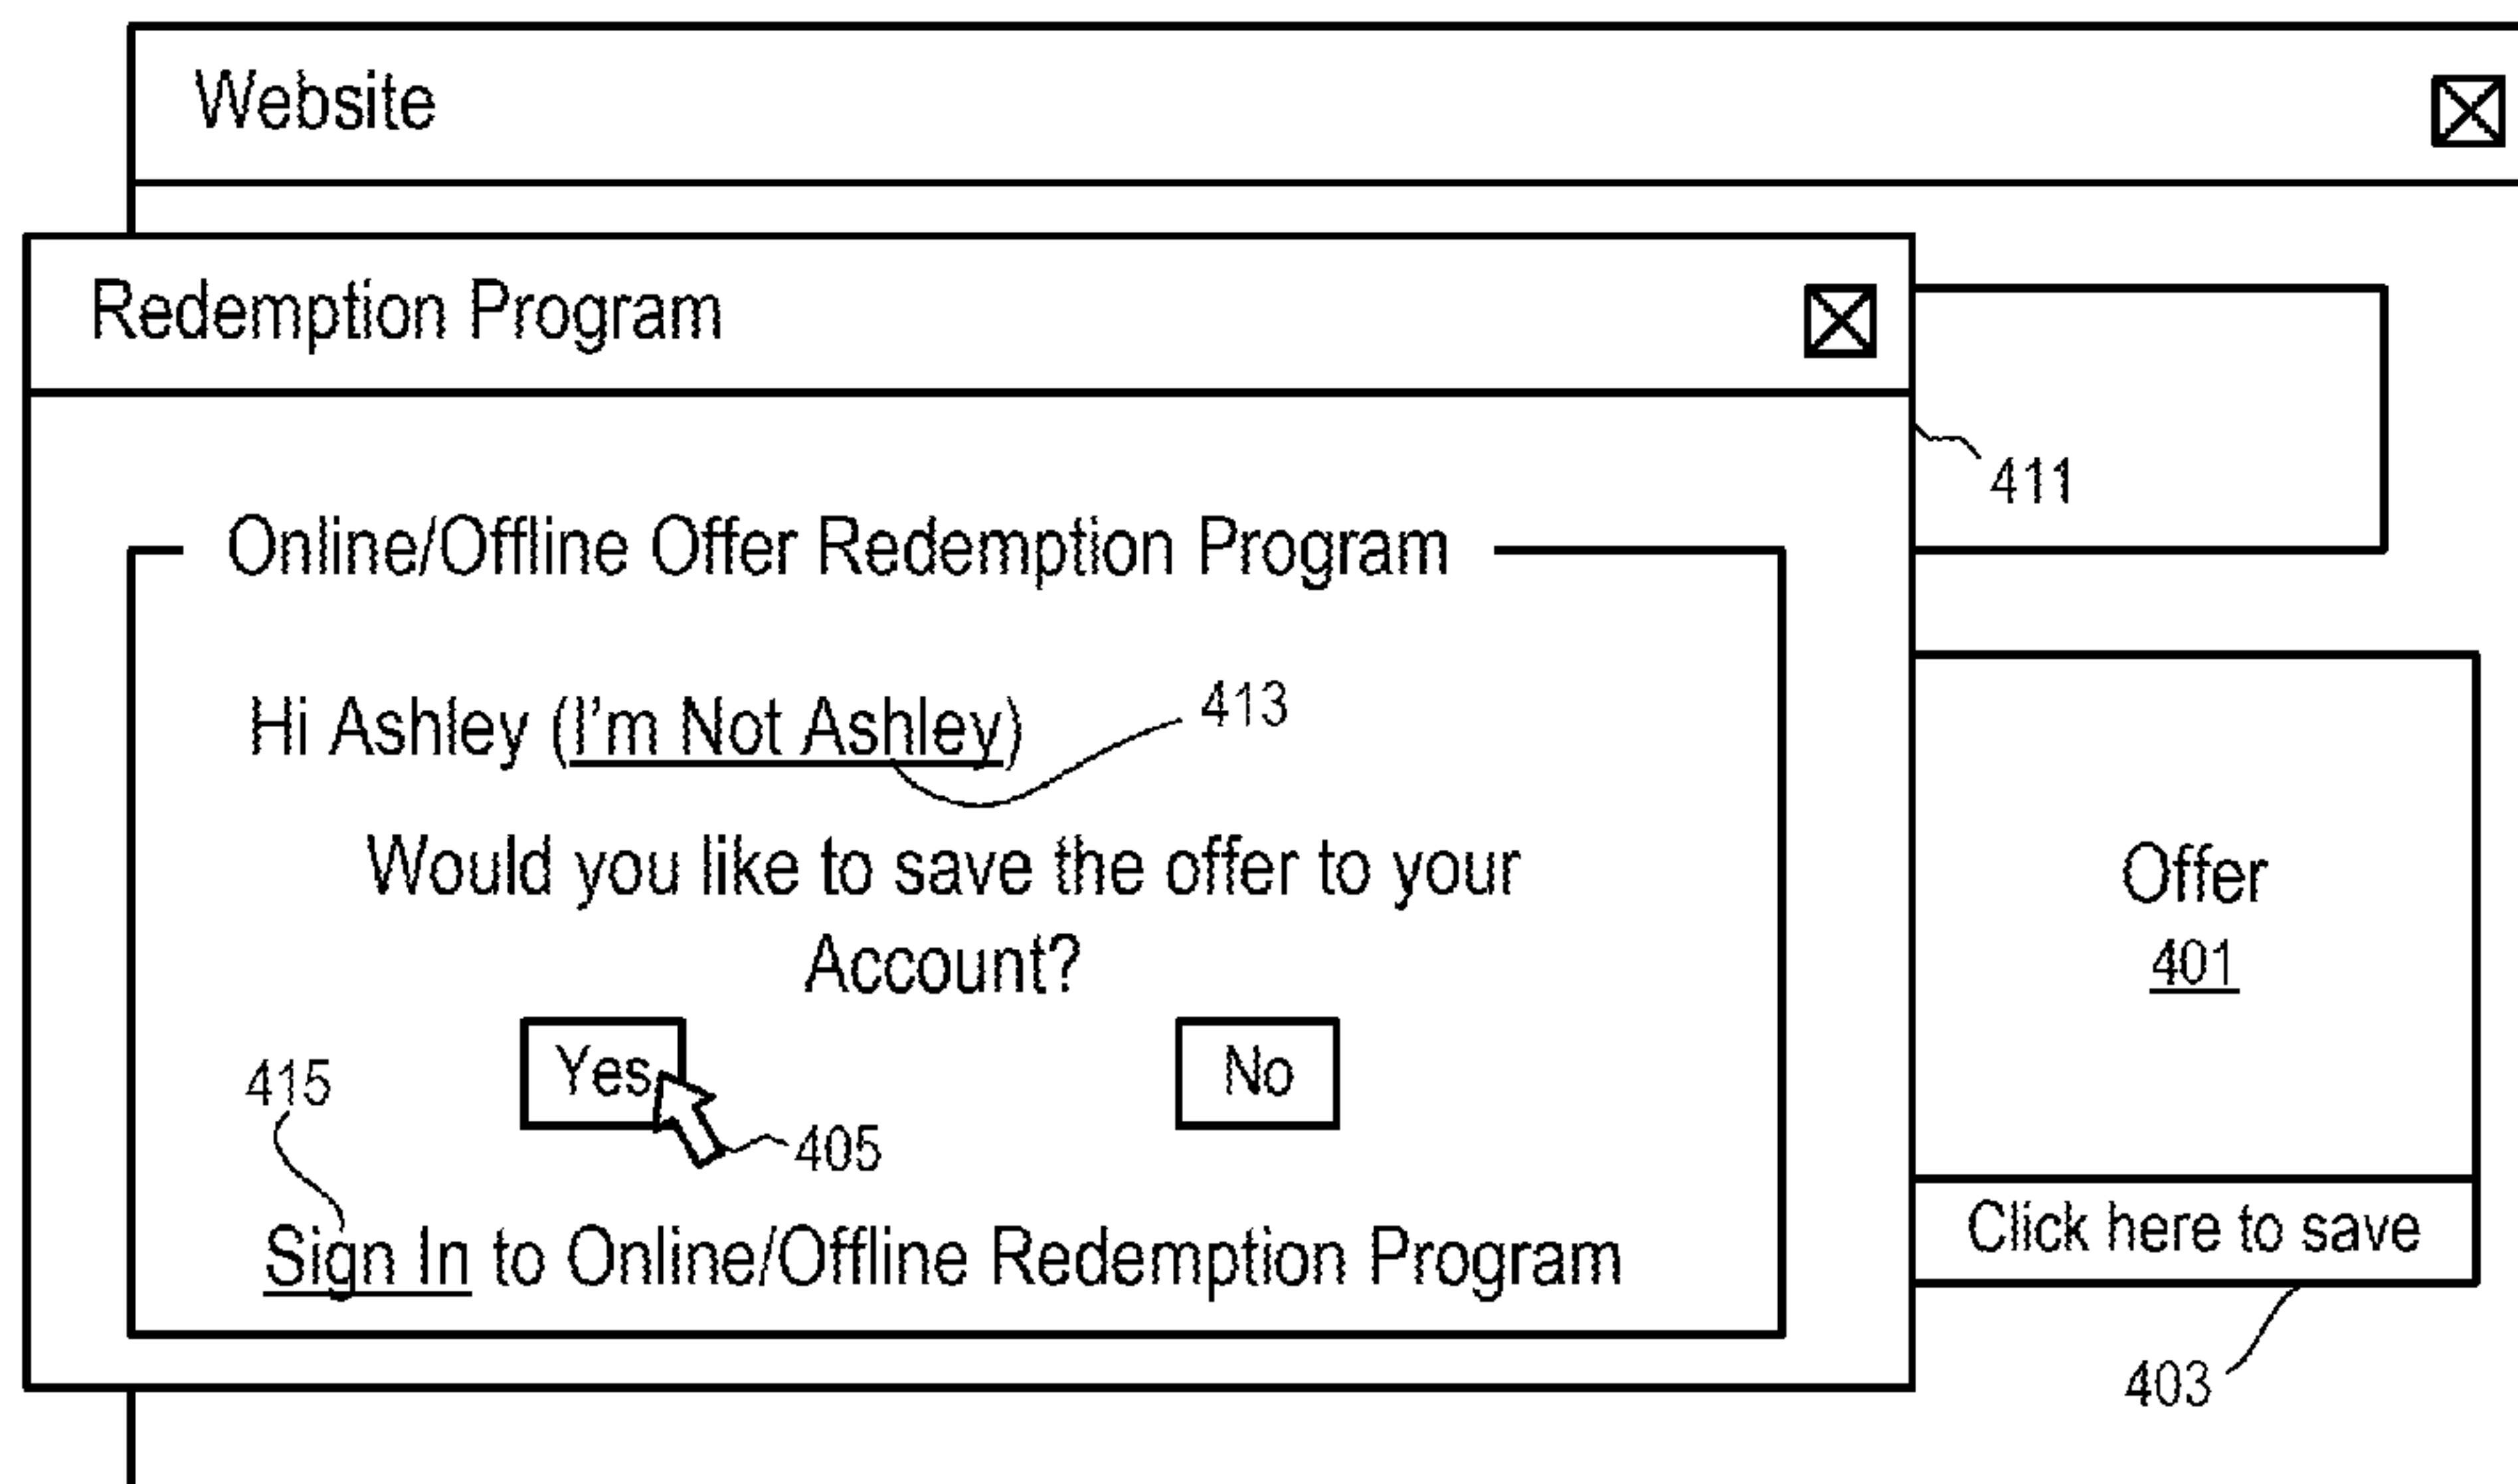 Website
Redemption Program
411
Online/Offline Offer Redemption Program
Hi Ashley (I'm Not Ashley)
413
Would you like to save the offer to your
Account?
Offer
401
Yes
No
415
405
Sign In to Online/Offline Redemption Program
Click here to save
403